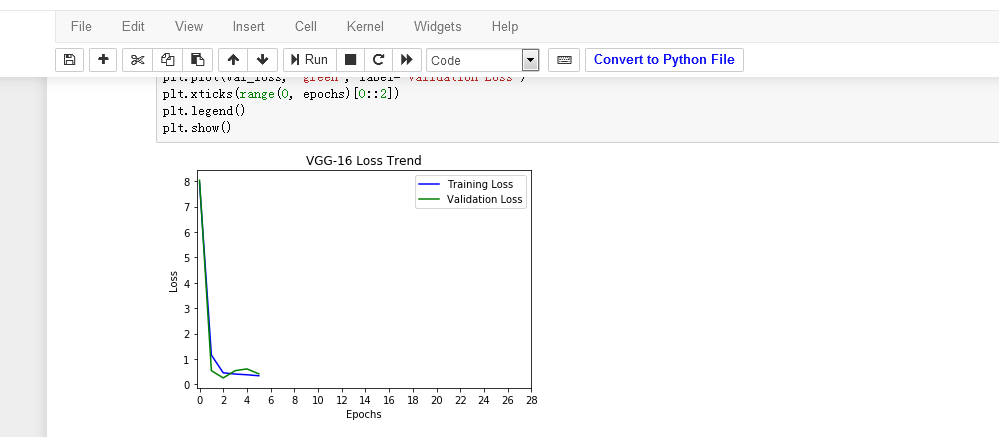 File Edit View Insert Cell Kernel Widgets Help
Run Code Convert to Python File
plt.plot(val_loss, "green", label="Validation Loss")
plt.xticks(range(0, epochs)[0::2])
plt.legend()
plt.show()
VGG-16 Loss Trend
Training Loss
Validation Loss
8
7
6
5
4
3
2
1
0
Loss
0 2 4 6 8 10 12 14 16 18 20 22 24 26 28
Epochs